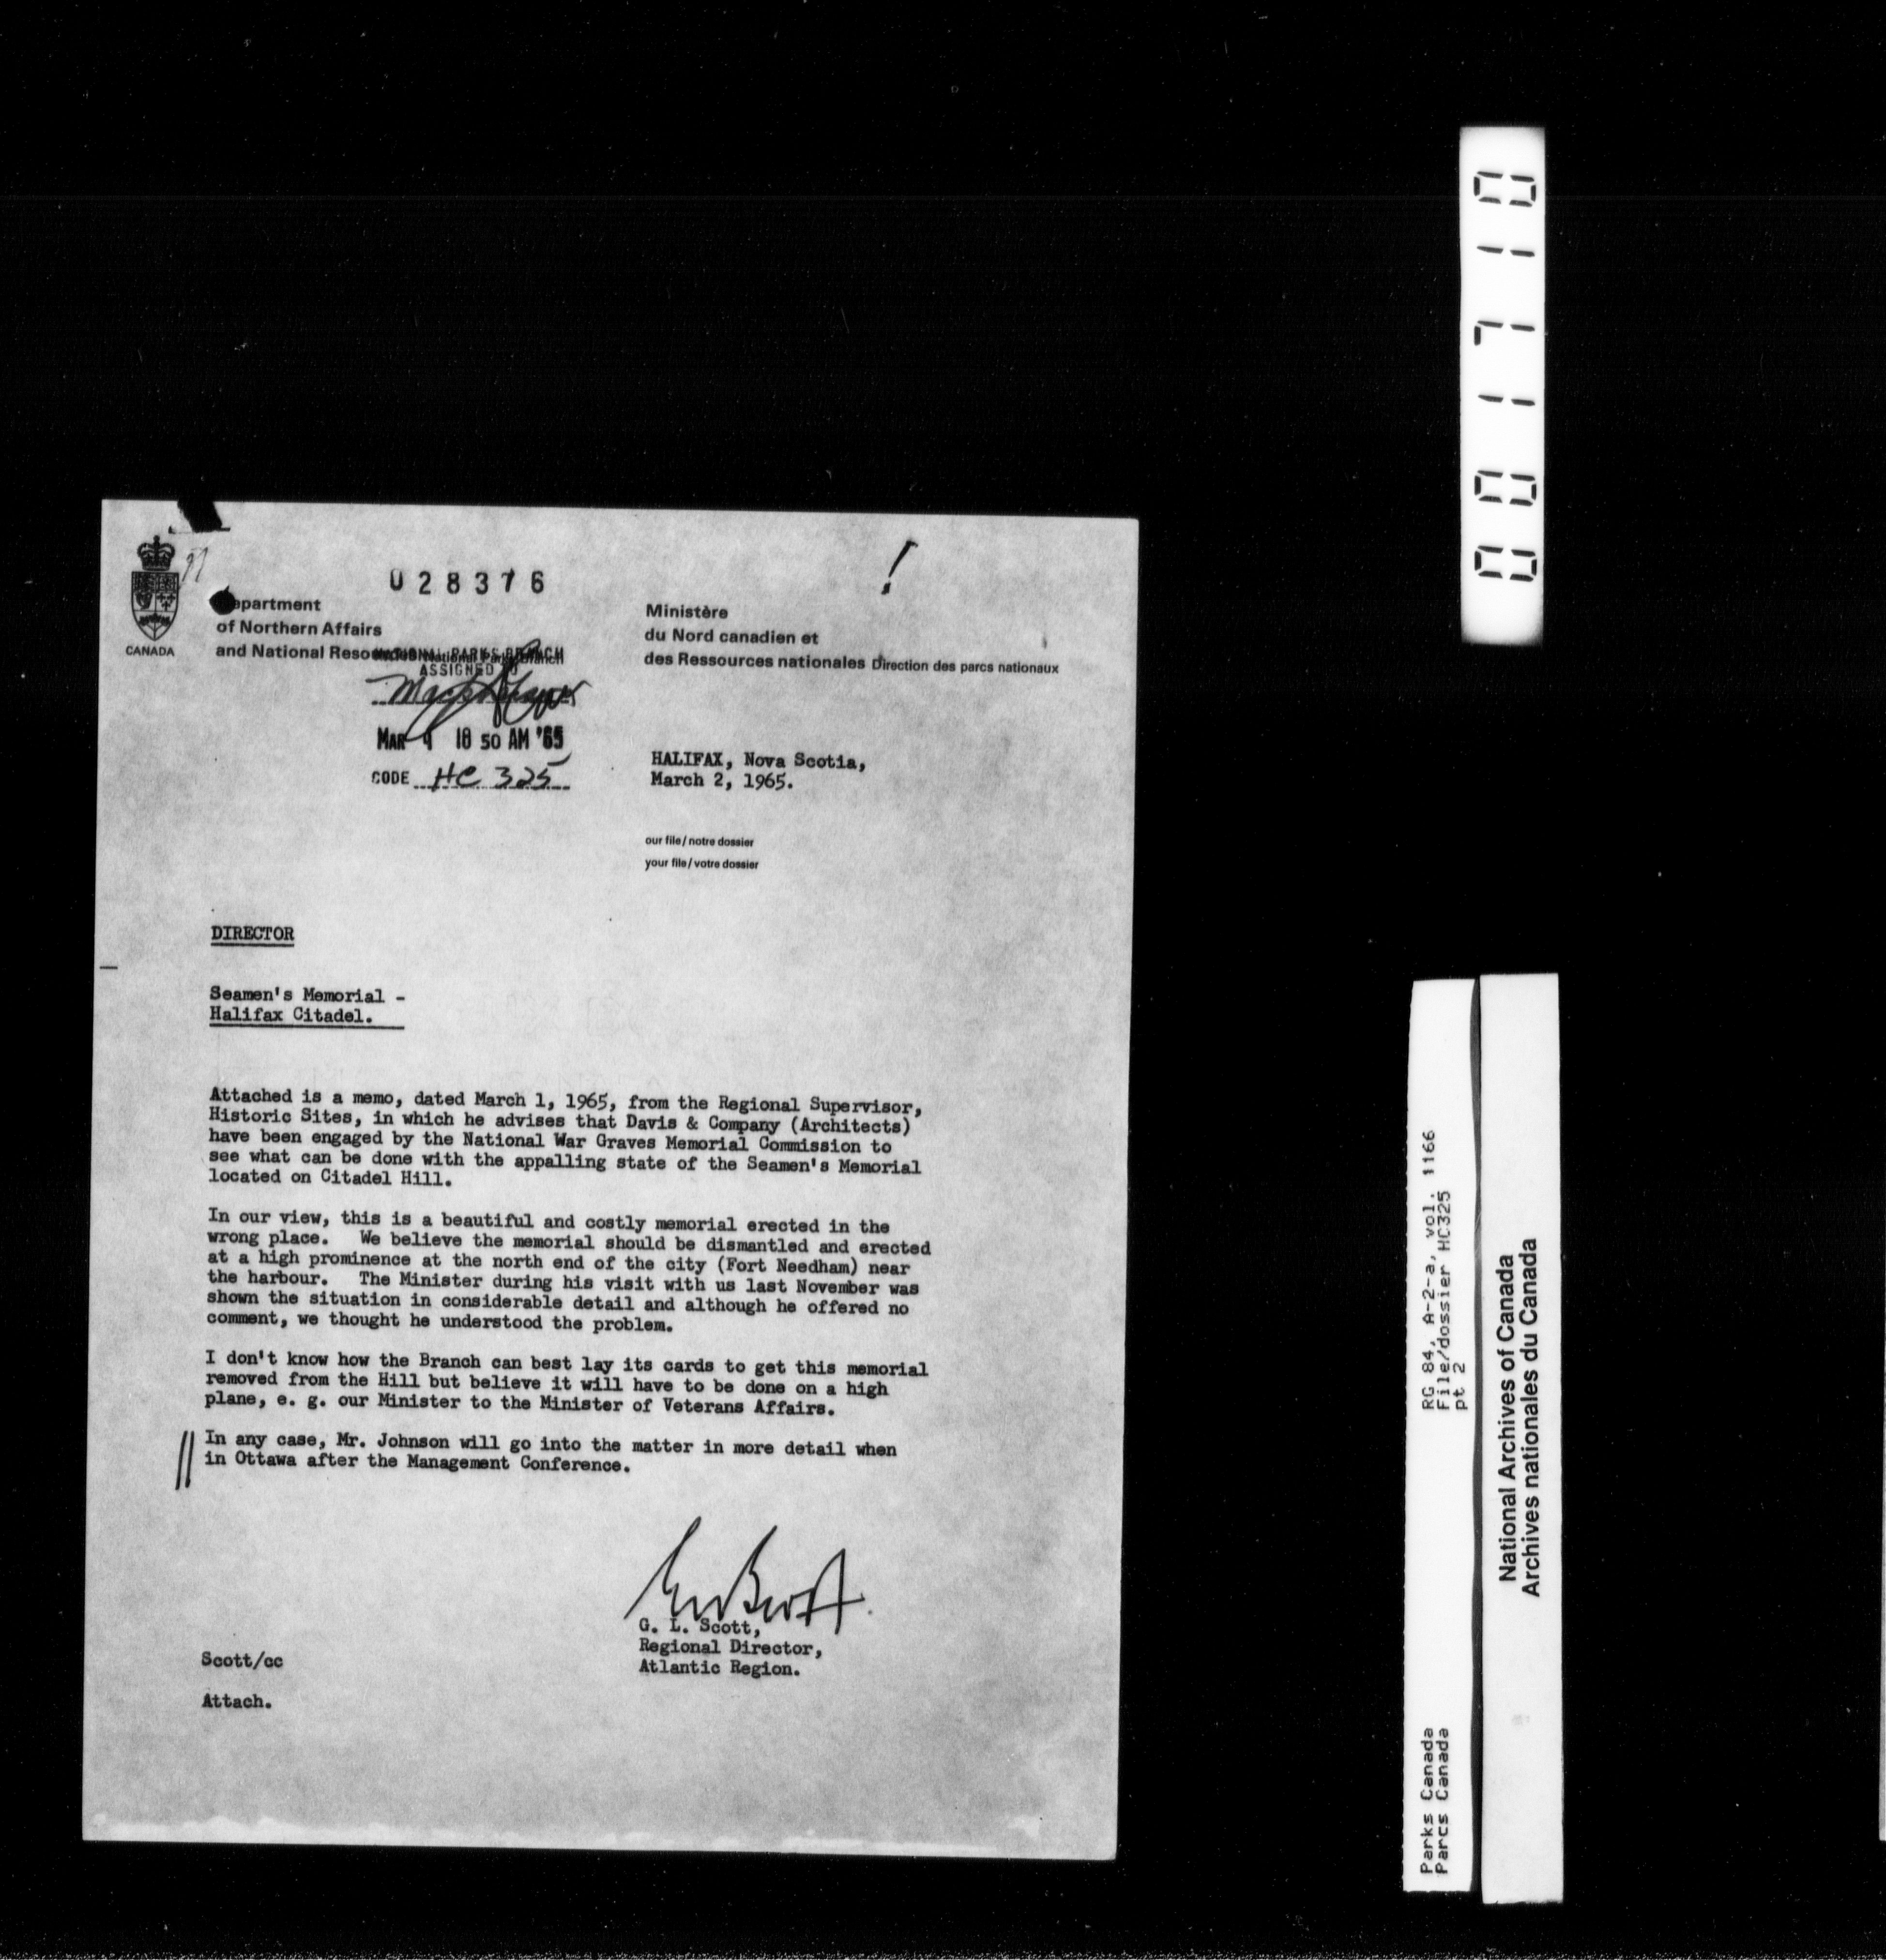 028376
!
CANADA
Department
of Northern Affairs
and National Resources National Parks Branch
Ministère
du Nord canadien et
des Ressources nationales Direction des parcs nationaux
NATIONAL PARKS BRANCH
ASSIGNED TO
MAR 4 10 50 AM '65
CODE HC 325
HALIFAX, Nova Scotia,
March 2, 1965.
our file / notre dossier
your file / votre dossier
DIRECTOR
Seamen's Memorial -
Halifax Citadel.
Attached is a memo, dated March 1, 1965, from the Regional Supervisor,
Historic Sites, in which he advises that Davis & Company (Architects)
have been engaged by the National War Graves Memorial Commission to
see what can be done with the appalling state of the Seamen's Memorial
located on Citadel Hill.
In our view, this is a beautiful and costly memorial erected in the
wrong place. We believe the memorial should be dismantled and erected
at a high prominence at the north end of the city (Fort Needham) near
the harbour. The Minister during his visit with us last November was
shown the situation in considerable detail and although he offered no
comment, we thought he understood the problem.
I don't know how the Branch can best lay its cards to get this memorial
removed from the Hill but believe it will have to be done on a high
plane, e. g. our Minister to the Minister of Veterans Affairs.
In any case, Mr. Johnson will go into the matter in more detail when
in Ottawa after the Management Conference.
G. L. Scott,
Regional Director,
Atlantic Region.
Scott/cc
Attach.
001710
RG 84, A-2-a, vol. 1166
File/dossier HC325
pt 2
Parks Canada
Parcs Canada
National Archives of Canada
Archives nationales du Canada